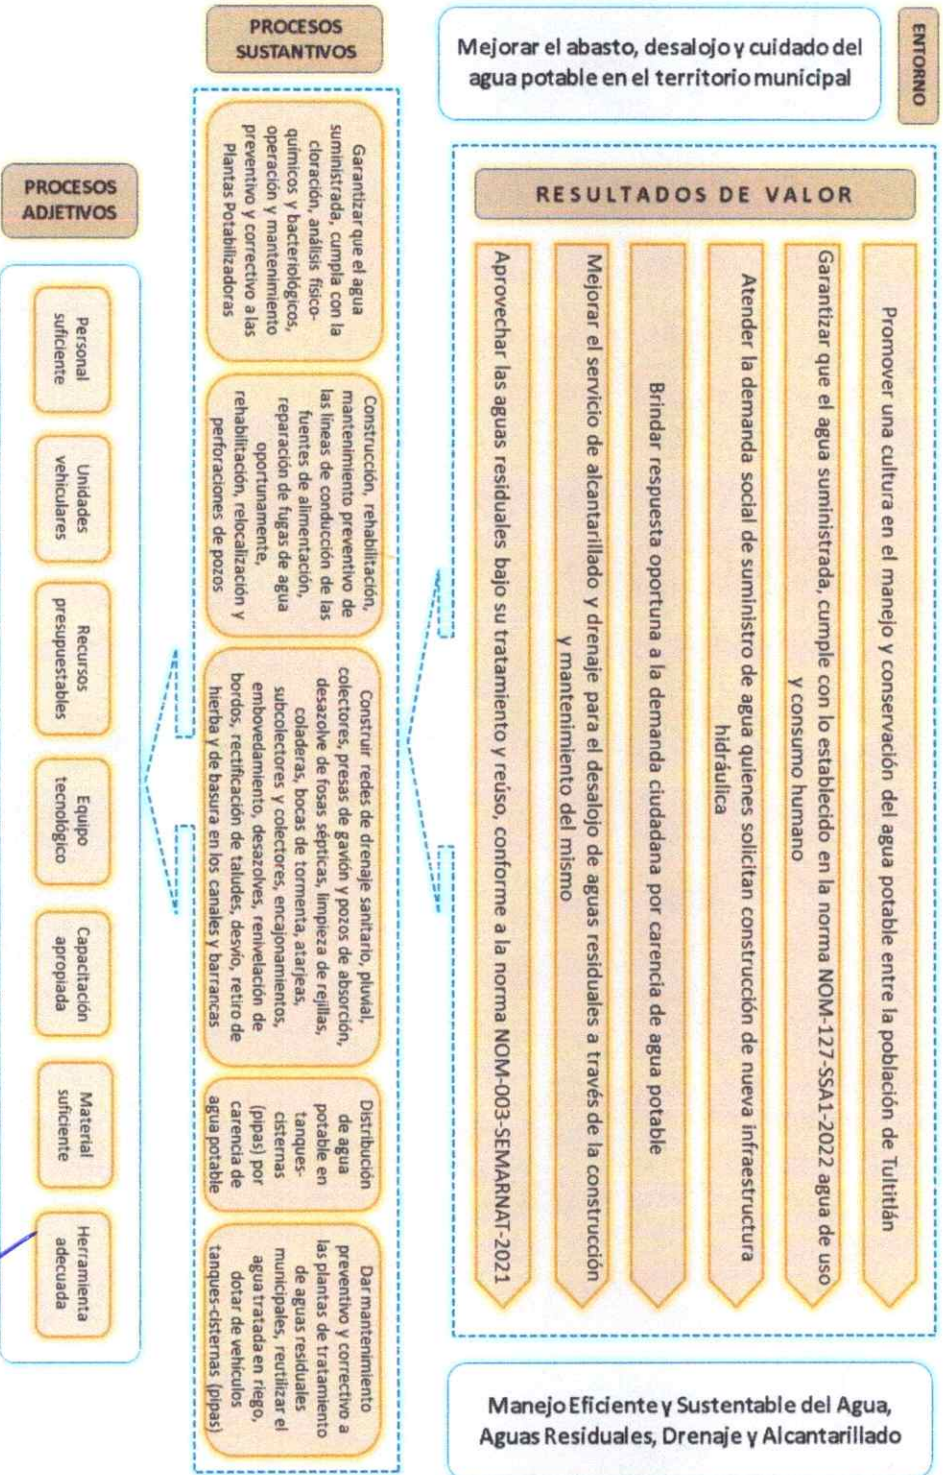 ENTORNO
Mejorar el abasto, desalojo y cuidado del
agua potable en el territorio municipal
RESULTADOS DE VALOR
Promover una cultura en el manejo y conservación del agua potable entre la población de Tultitlán
Garantizar que el agua suministrada, cumple con lo establecido en la norma NOM-127-SSA1-2022 agua de uso
y consumo humano
Atender la demanda social de suministro de agua quienes solicitan construcción de nueva infraestructura
hidráulica
Brindar respuesta oportuna a la demanda ciudadana por carencia de agua potable
Mejorar el servicio de alcantarillado y drenaje para el desalojo de aguas residuales a través de la construcción
y mantenimiento del mismo
Aprovechar las aguas residuales bajo su tratamiento y reúso, conforme a la norma NOM-003-SEMARNAT-2021
Manejo Eficiente y Sustentable del Agua,
Aguas Residuales, Drenaje y Alcantarillado
PROCESOS
SUSTANTIVOS
Garantizar que el agua
suministrada, cumpla con la
cloración, análisis físico-
químicos y bacteriológicos,
operación y mantenimiento
preventivo y correctivo a las
Plantas Potabilizadoras
Construcción, rehabilitación,
mantenimiento preventivo de
las líneas de conducción de las
fuentes de alimentación,
reparación de fugas de agua
oportunamente,
rehabilitación, relocalización y
perforaciones de pozos
Construir redes de drenaje sanitario, pluvial,
colectores, presas de gavión y pozos de absorción,
desazolve de fosas sépticas, limpieza de rejillas,
coladeras, bocas de tormenta, atarjeas,
subcolectores y colectores, encajonamientos,
embovedamiento, desazolves, renivelación de
bordos, rectificación de taludes, desvío, retiro de
hierba y de basura en los canales y barrancas
Distribución
de agua
potable en
tanques-
cisternas
(pipas) por
carencia de
agua potable
Dar mantenimiento
preventivo y correctivo a
las plantas de tratamiento
de aguas residuales
municipales, reutilizar el
agua tratada en riego,
dotar de vehículos
tanques-cisternas (pipas)
PROCESOS
ADJETIVOS
Personal
suficiente
Unidades
vehiculares
Recursos
presupuestables
Equipo
tecnológico
Capacitación
apropiada
Material
suficiente
Herramienta
adecuada